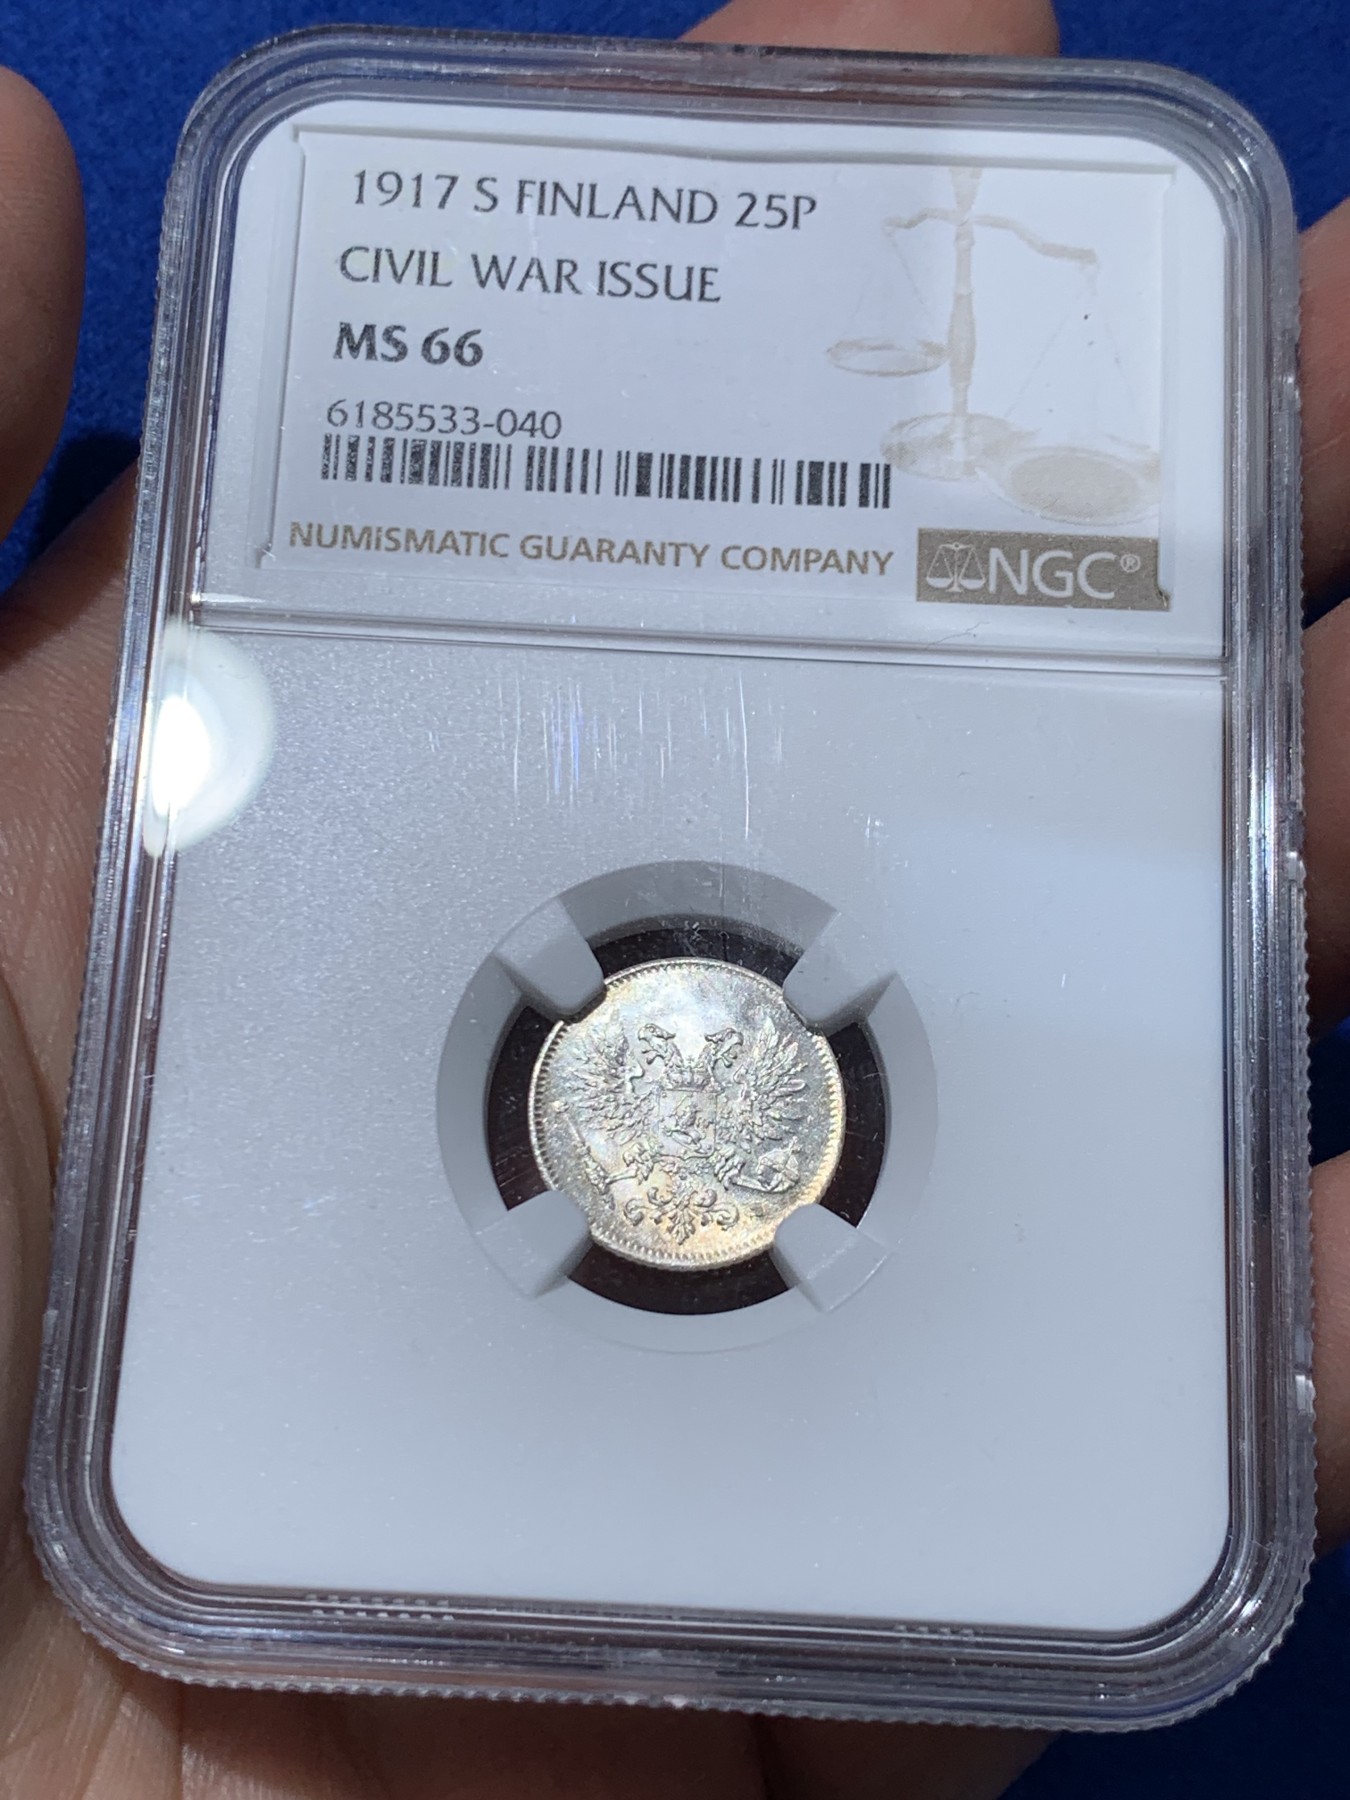 1917 S FINLAND 25P
CIVIL WAR ISSUE
MS 66
6185533-040
NUMISMATIC GUARANTY COMPANY
NGC®